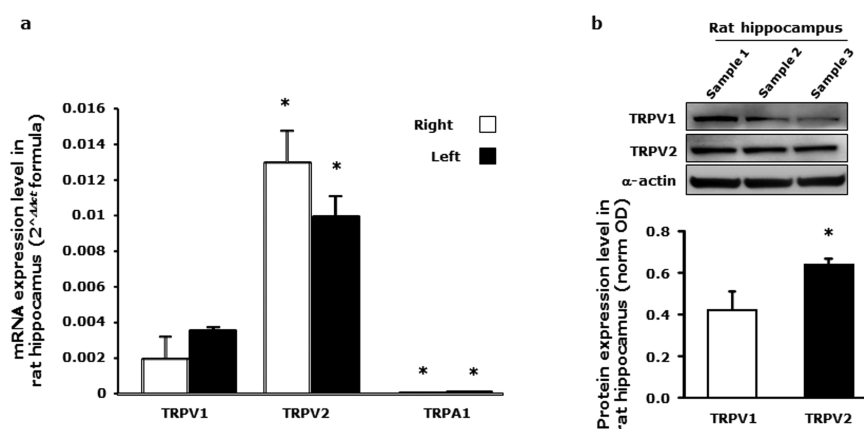 a
mRNA expression level in
rat hippocamus (2^Δct formula)
0.016
0.014
0.012
0.01
0.008
0.006
0.004
0.002
0
*
*
*
*
Right
Left
TRPV1
TRPV2
TRPA1
b
Rat hippocampus
Sample 1
Sample 2
Sample 3
TRPV1
TRPV2
α-actin
Protein expression level in
rat hippocamus (norm OD)
0.8
0.6
0.4
0.2
0.0
*
TRPV1
TRPV2